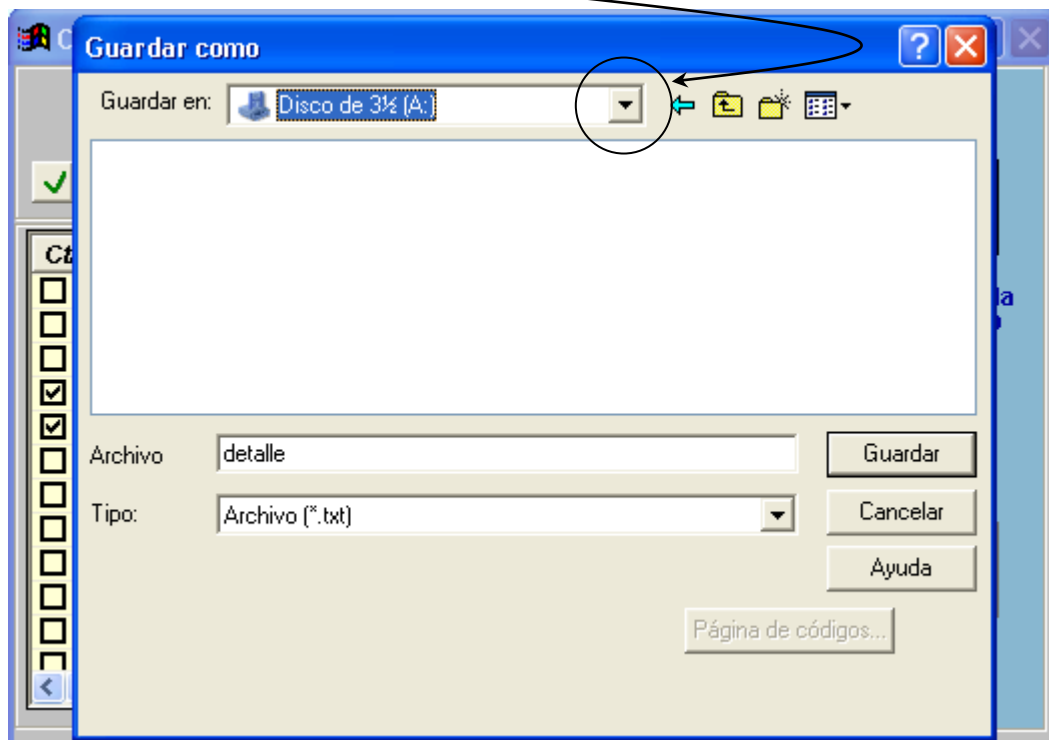 Guardar como
Guardar en: Disco de 3½ (A:)
Archivo detalle Guardar
Tipo: Archivo (*.txt) Cancelar
Ayuda
Página de códigos...